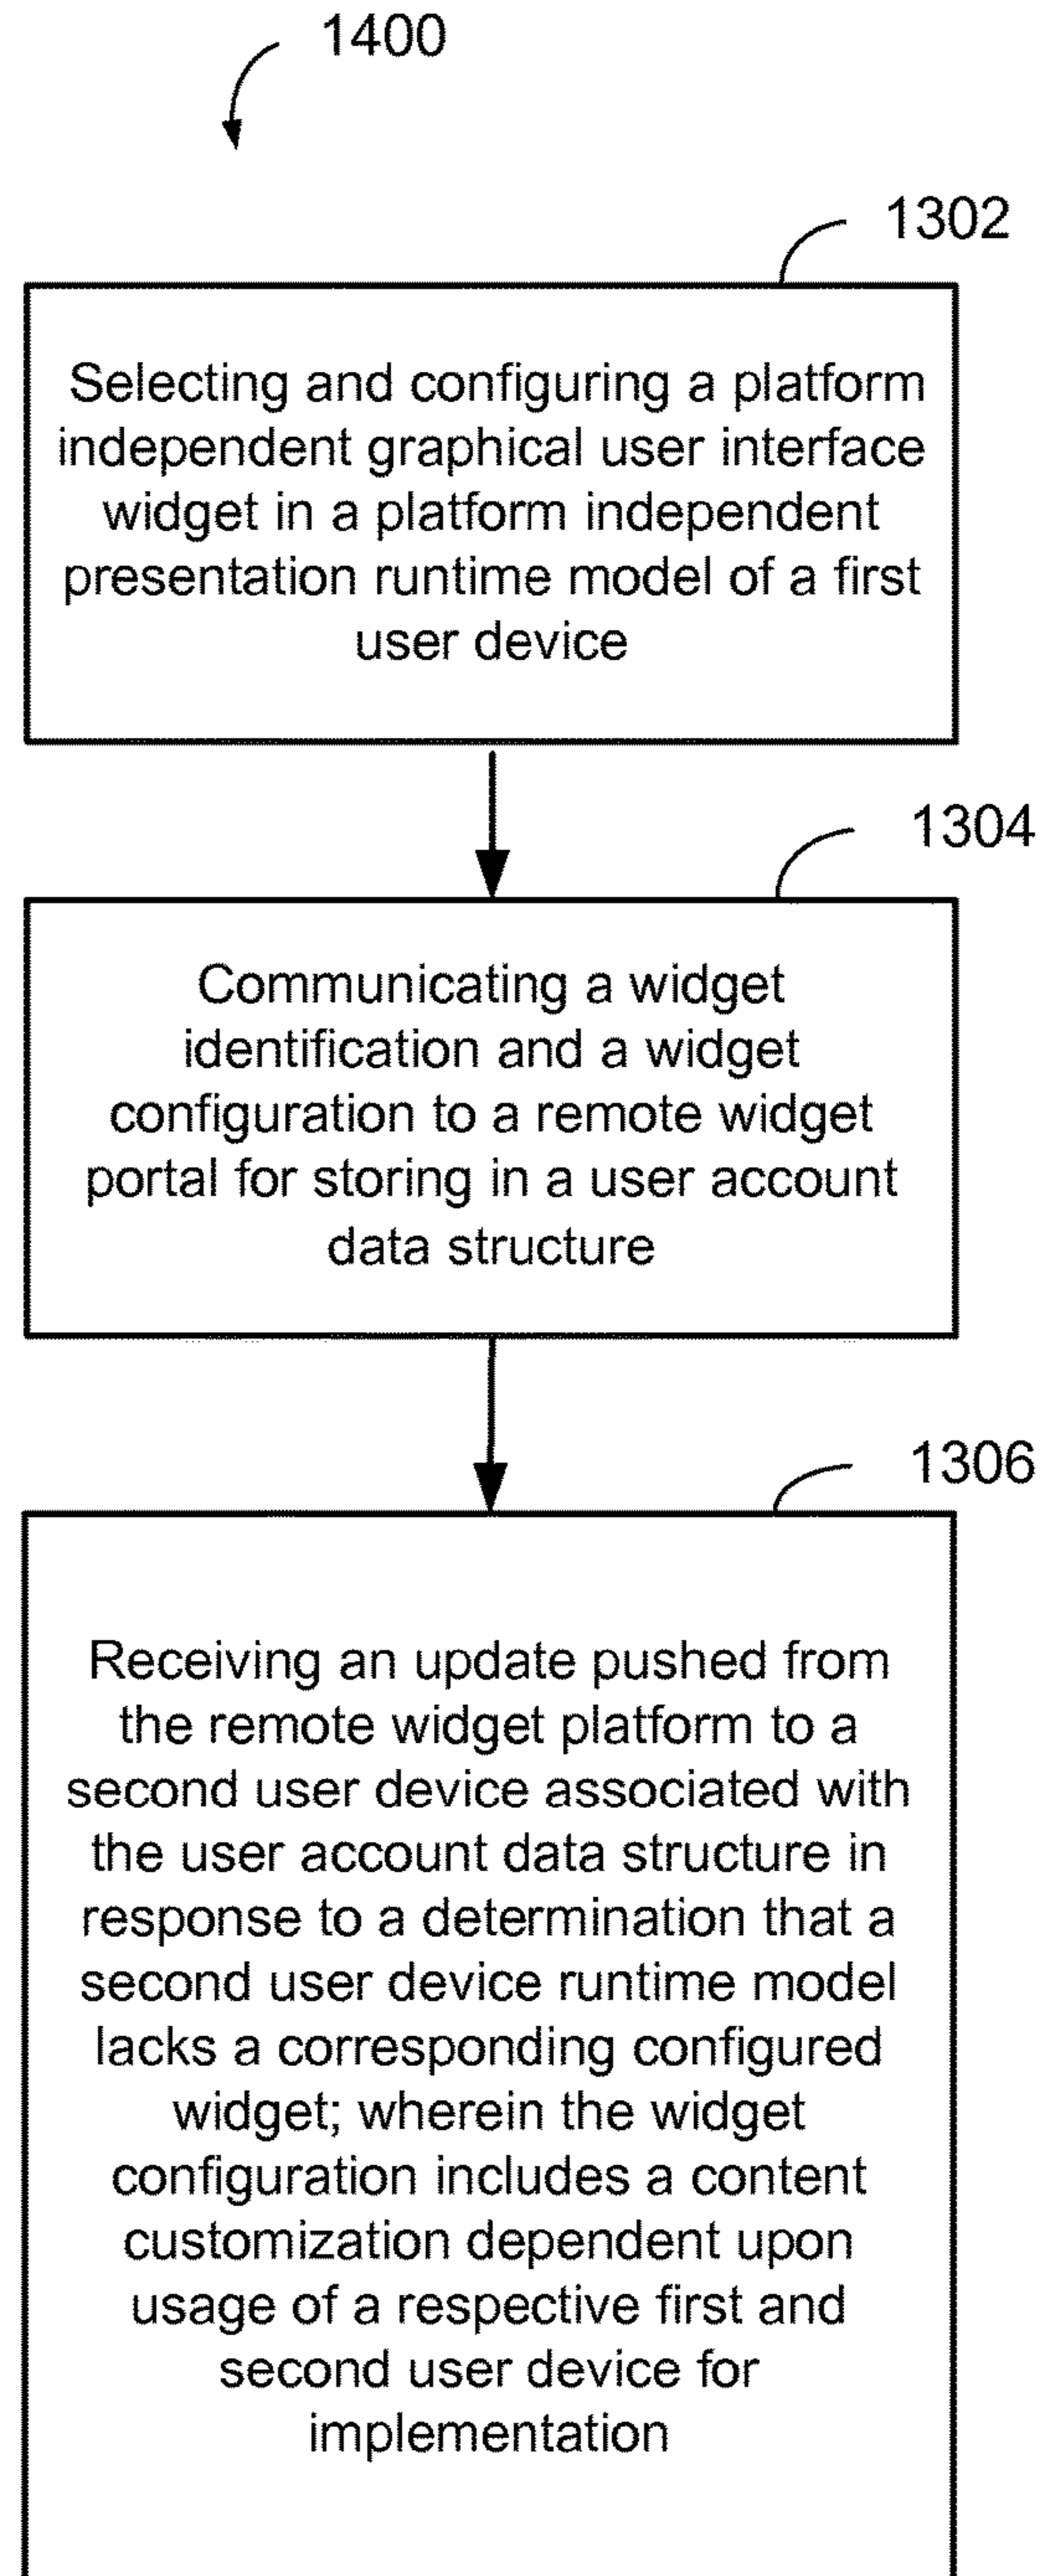 1400
1302
Selecting and configuring a platform
independent graphical user interface
widget in a platform independent
presentation runtime model of a first
user device
1304
Communicating a widget
identification and a widget
configuration to a remote widget
portal for storing in a user account
data structure
1306
Receiving an update pushed from
the remote widget platform to a
second user device associated with
the user account data structure in
response to a determination that a
second user device runtime model
lacks a corresponding configured
widget; wherein the widget
configuration includes a content
customization dependent upon
usage of a respective first and
second user device for
implementation